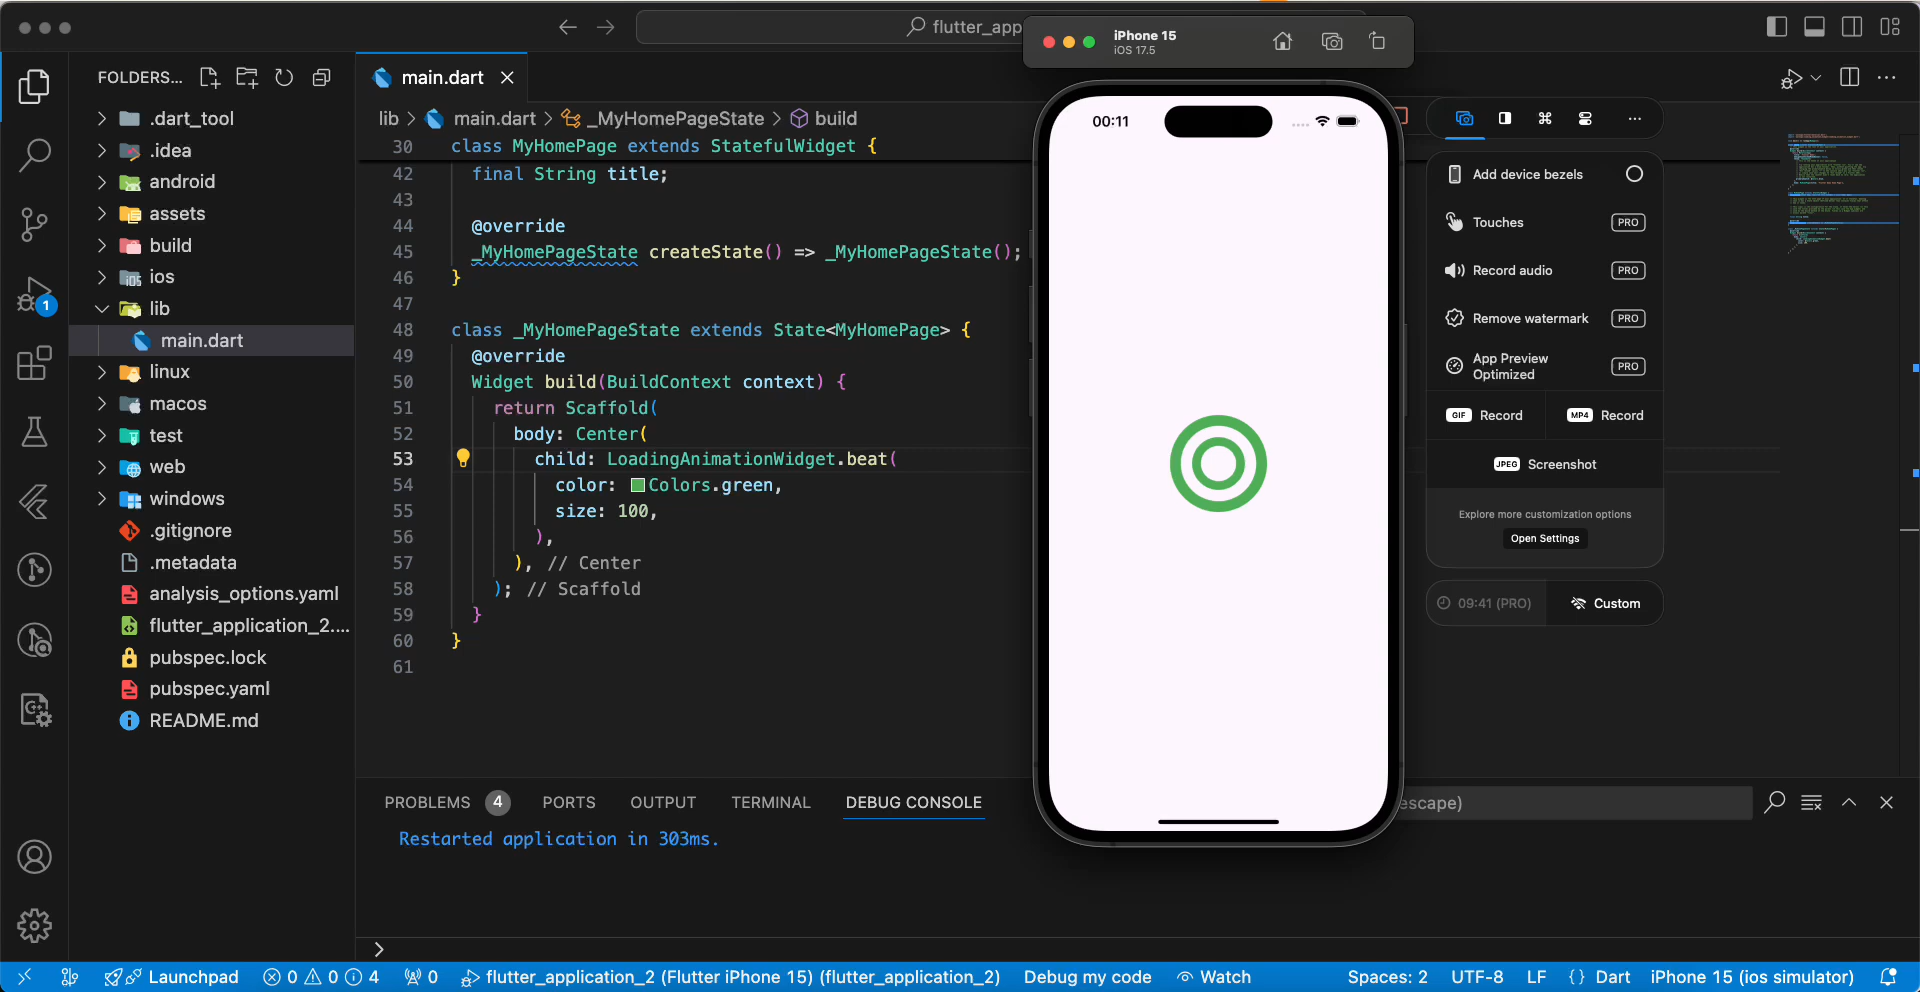 flutter_app
iPhone 15
iOS 17.5
FOLDERS...
main.dart
lib > main.dart > _MyHomePageState > build
.dart_tool
.idea
android
assets
build
ios
lib
main.dart
linux
macos
test
web
windows
.gitignore
.metadata
analysis_options.yaml
flutter_application_2....
pubspec.lock
pubspec.yaml
README.md
30 class MyHomePage extends StatefulWidget {
42 final String title;
43
44 @override
45 _MyHomePageState createState() => _MyHomePageState();
46 }
47
48 class _MyHomePageState extends State<MyHomePage> {
49 @override
50 Widget build(BuildContext context) {
51 return Scaffold(
52 body: Center(
53 child: LoadingAnimationWidget.beat(
54 color: Colors.green,
55 size: 100,
56 ),
57 ), // Center
58 ); // Scaffold
59 }
60 }
61
00:11
Add device bezels
Touches PRO
Record audio PRO
Remove watermark PRO
App Preview
Optimized PRO
GIF Record MP4 Record
JPEG Screenshot
Explore more customization options
Open Settings
09:41 (PRO) Custom
PROBLEMS 4 PORTS OUTPUT TERMINAL DEBUG CONSOLE
escape)
Restarted application in 303ms.
>
1
Launchpad 0 0 4 0 flutter_application_2 (Flutter iPhone 15) (flutter_application_2) Debug my code Watch Spaces: 2 UTF-8 LF {} Dart iPhone 15 (ios simulator)